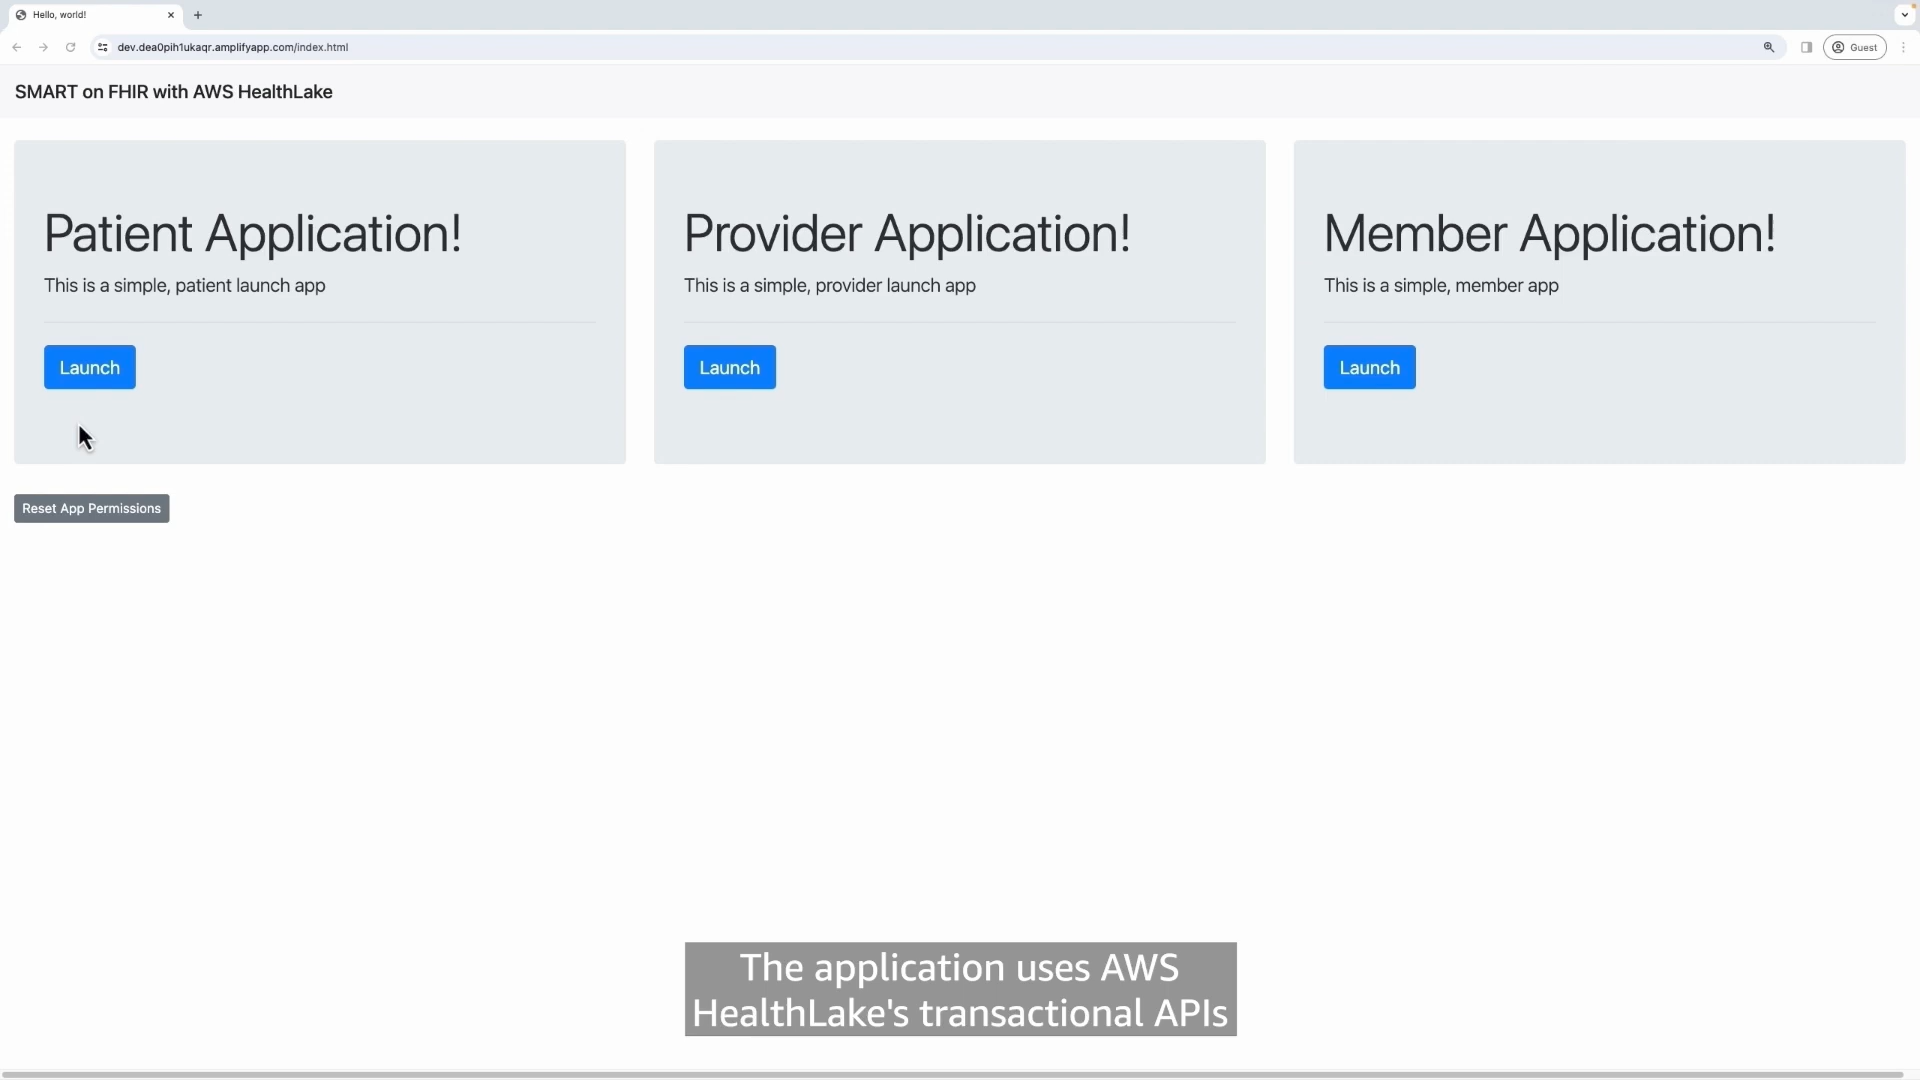 Hello, world!
dev.dea0pih1ukaqr.amplifyapp.com/index.html
Guest
SMART on FHIR with AWS HealthLake
Patient Application!
This is a simple, patient launch app
Launch
Provider Application!
This is a simple, provider launch app
Launch
Member Application!
This is a simple, member app
Launch
Reset App Permissions
The application uses AWS
HealthLake's transactional APIs